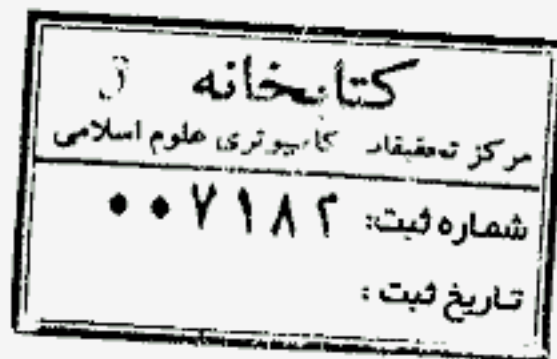 کتابخانه
مرکز تحقیقات کامپیوتری علوم اسلامی
شماره ثبت: ۰۰۷۱۸۲
تاریخ ثبت: